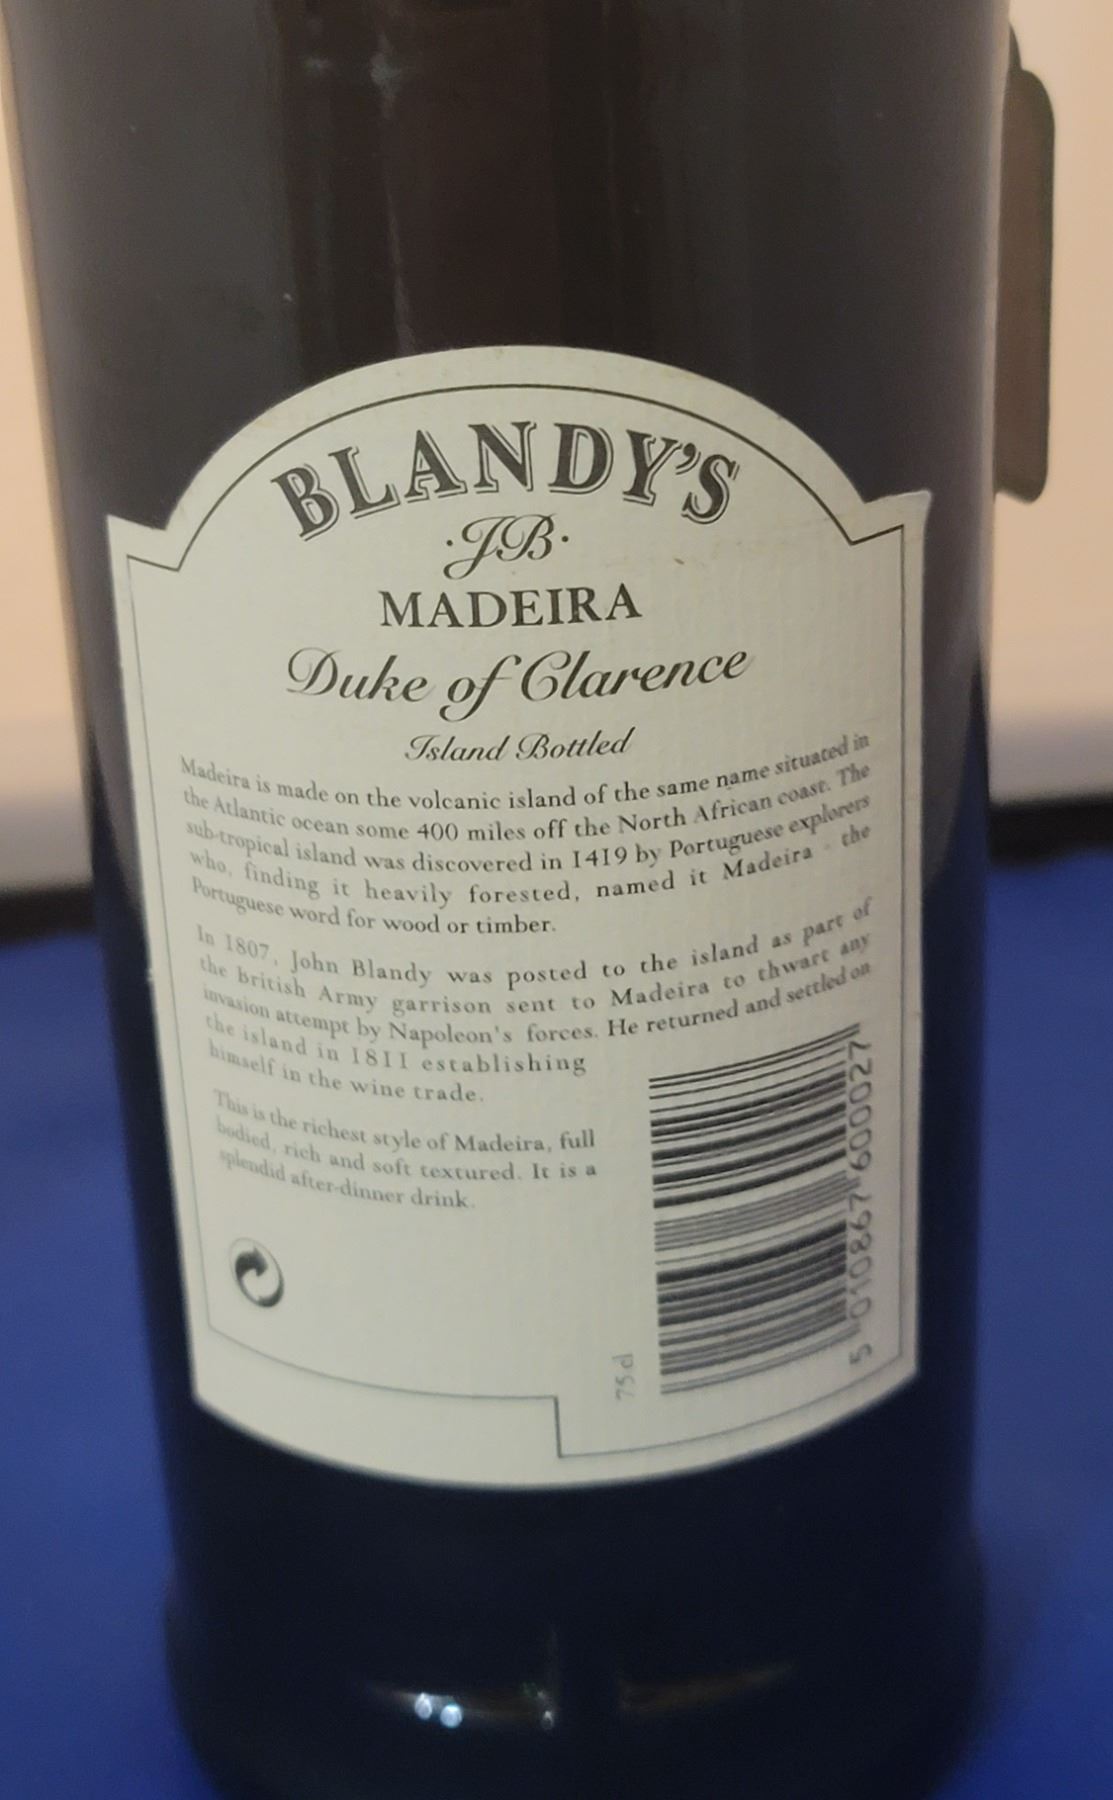 BLANDY'S
·JB·
MADEIRA
Duke of Clarence
Island Bottled
Madeira is made on the volcanic island of the same name situated in
the Atlantic ocean some 400 miles off the North African coast. The
sub-tropical island was discovered in 1419 by Portuguese explorers
who, finding it heavily forested, named it Madeira - the
Portuguese word for wood or timber.
In 1807, John Blandy was posted to the island as part of
the British Army garrison sent to Madeira to thwart any
invasion attempt by Napoleon's forces. He returned and settled on
the island in 1811 establishing
himself in the wine trade.
This is the richest style of Madeira, full
bodied, rich and soft textured. It is a
splendid after-dinner drink.
75 cl
5 010867 600027